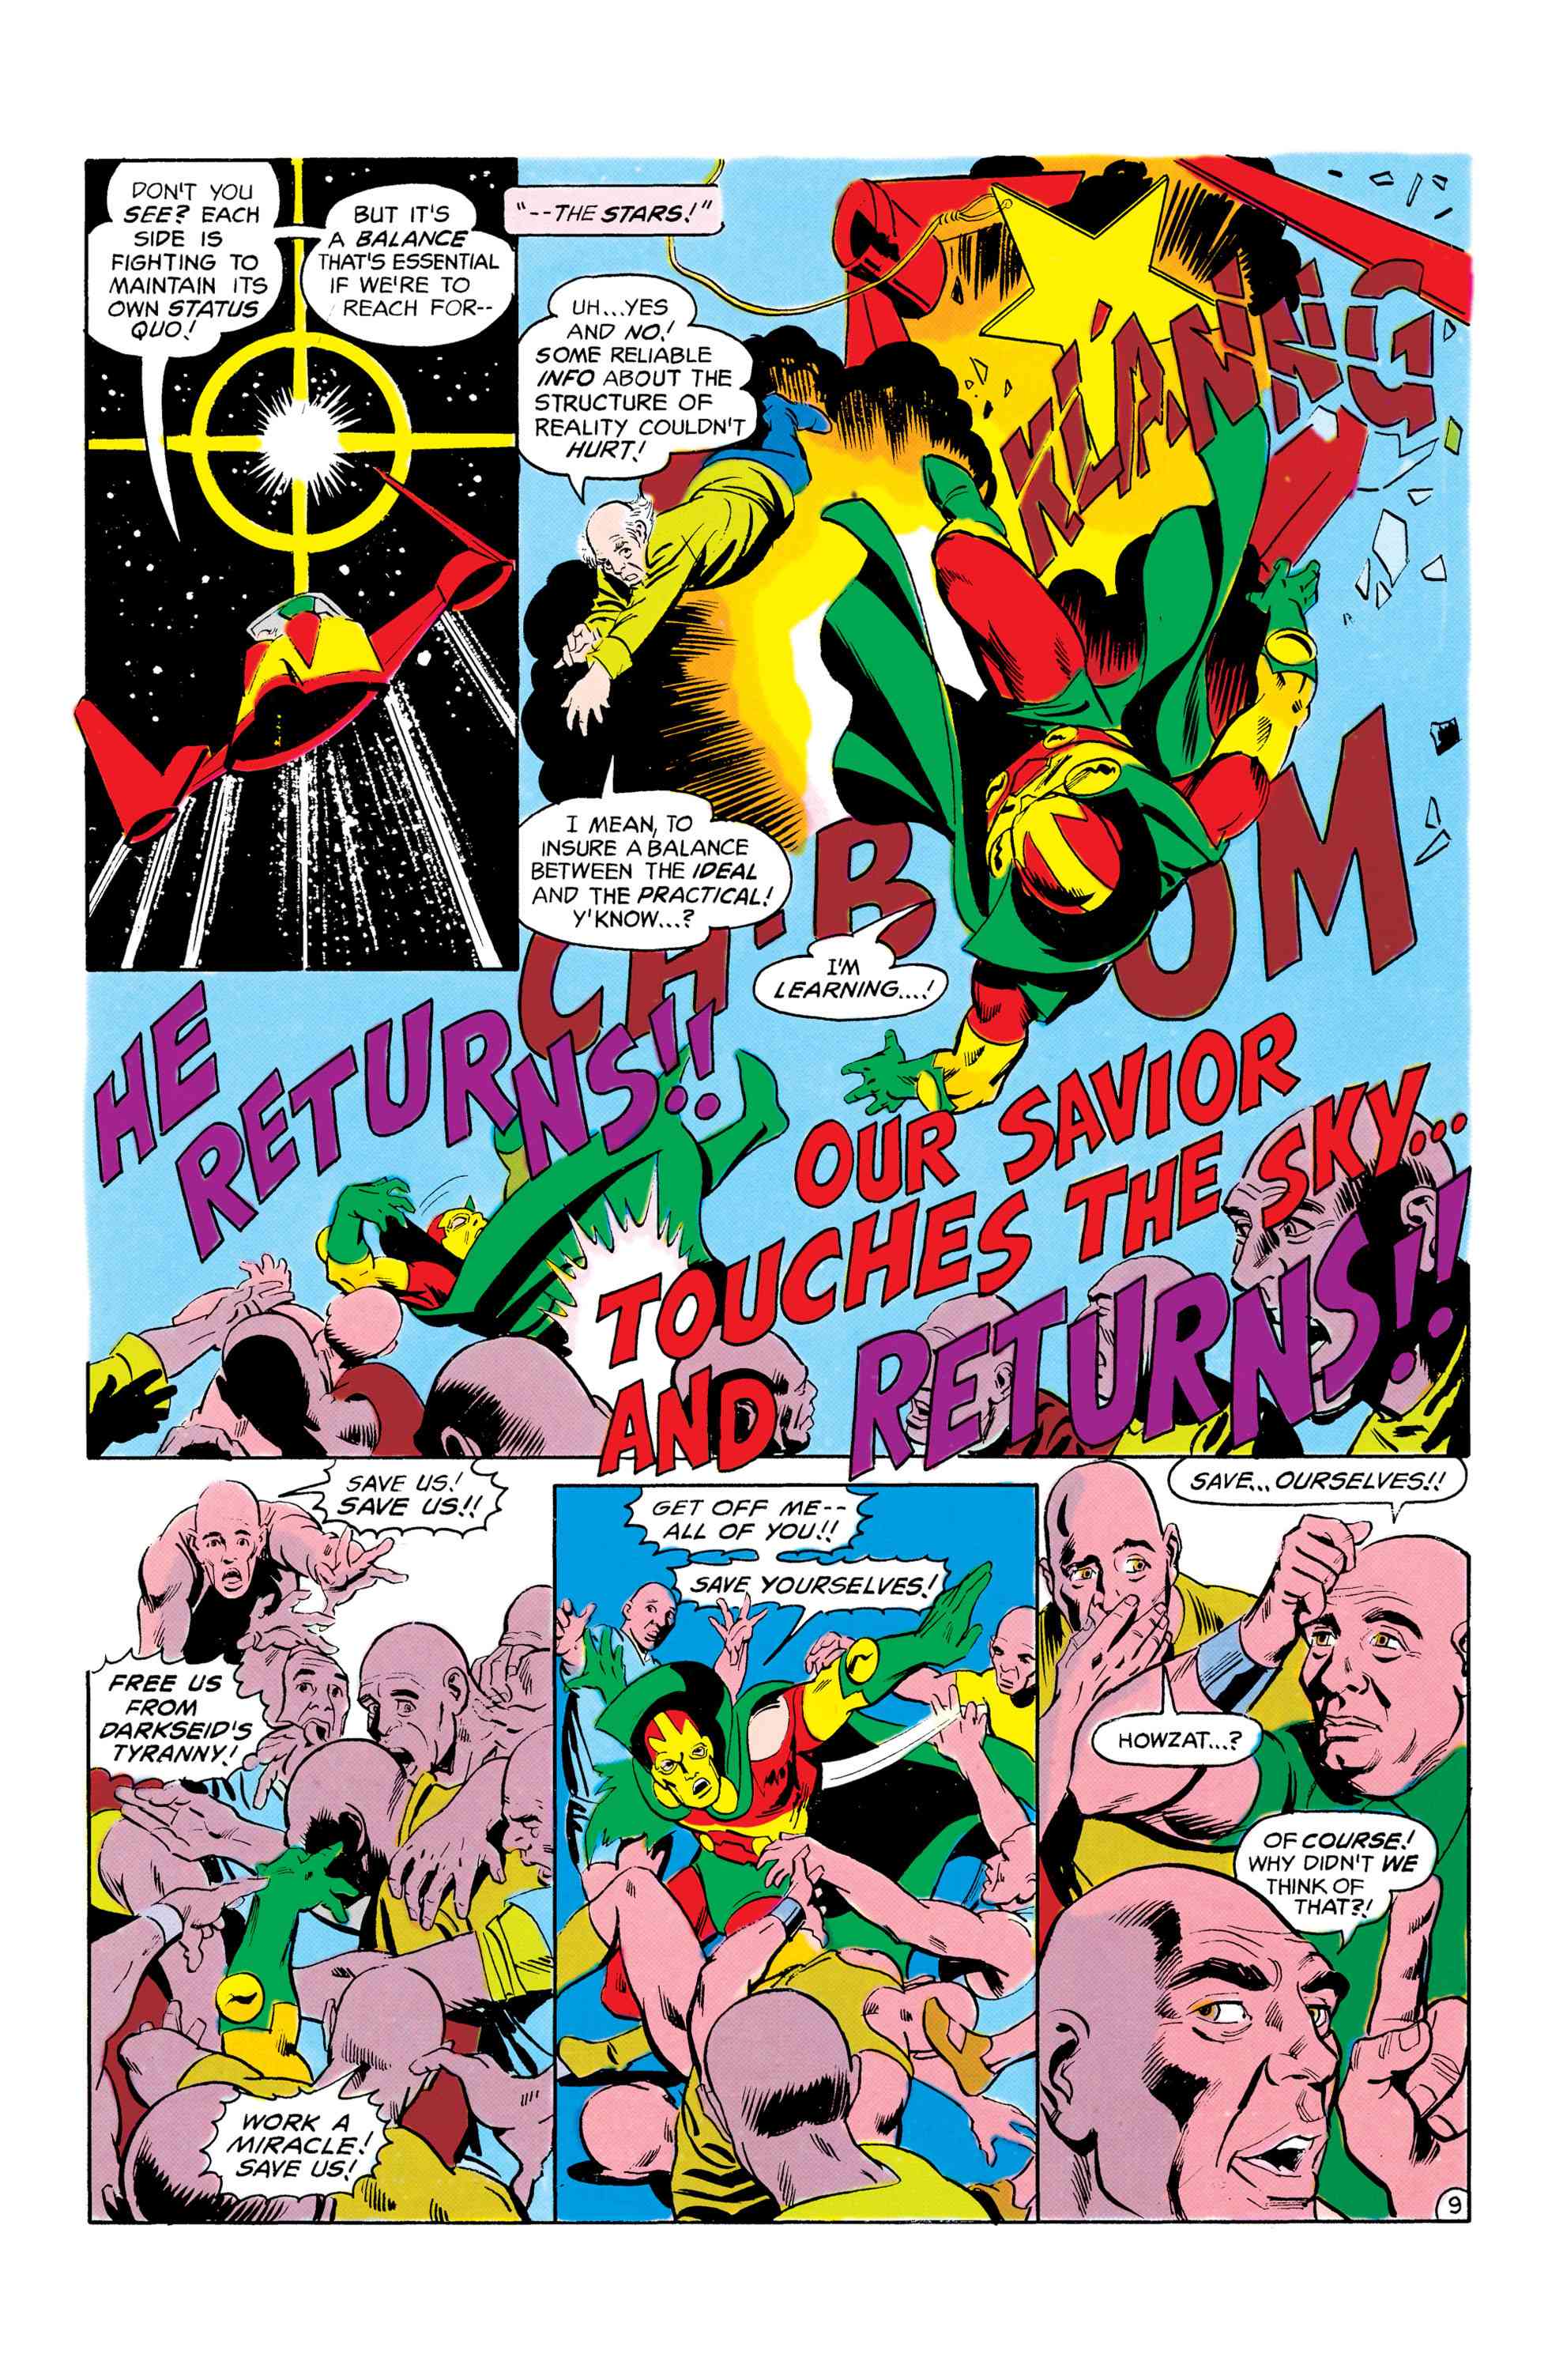 DON'T YOU
SEE? EACH
SIDE IS
FIGHTING TO
MAINTAIN ITS
OWN STATUS
QUO!
BUT IT'S
A BALANCE
THAT'S ESSENTIAL
IF WE'RE TO
REACH FOR--
"--THE STARS!"
UH...YES
AND NO!
SOME RELIABLE
INFO ABOUT THE
STRUCTURE OF
REALITY COULDN'T
HURT!
KLANNNG
I MEAN, TO
INSURE A BALANCE
BETWEEN THE IDEAL
AND THE PRACTICAL!
Y'KNOW...?
CH-BOOM
I'M
LEARNING...!
HE
RETURNS!!
OUR SAVIOR
TOUCHES THE SKY...
AND RETURNS!!
SAVE US!
SAVE US!!
FREE US
FROM
DARKSEID'S
TYRANNY!
WORK A
MIRACLE!
SAVE US!
GET OFF ME--
ALL OF YOU!!
SAVE YOURSELVES!
SAVE...OURSELVES!!
HOWZAT...?
OF COURSE!
WHY DIDN'T WE
THINK OF
THAT?!
9